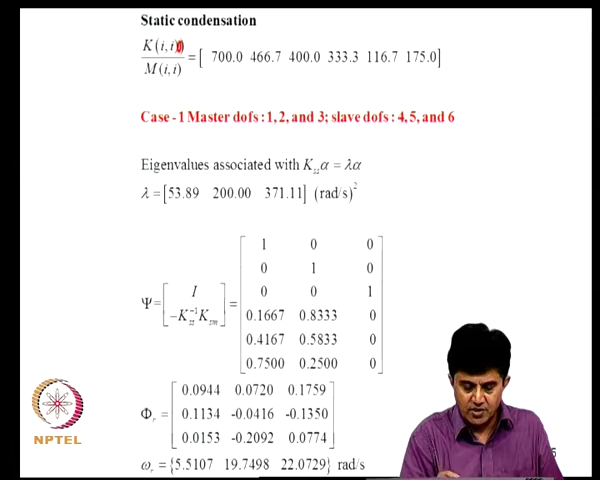 Static condensation
K(i,i)
M(i,i)
= [ 700.0 466.7 400.0 333.3 116.7 175.0]
Case - 1 Master dofs : 1, 2, and 3; slave dofs : 4, 5, and 6
Eigenvalues associated with K_ss α = λα
λ = [53.89 200.00 371.11] (rad/s)²
Ψ = [ I ; −K_ss⁻¹ K_sm ] =
1 0 0
0 1 0
0 0 1
0.1667 0.8333 0
0.4167 0.5833 0
0.7500 0.2500 0
Φ_r =
0.0944 0.0720 0.1759
0.1134 -0.0416 -0.1350
0.0153 -0.2092 0.0774
ω_r = {5.5107 19.7498 22.0729} rad/s
NPTEL